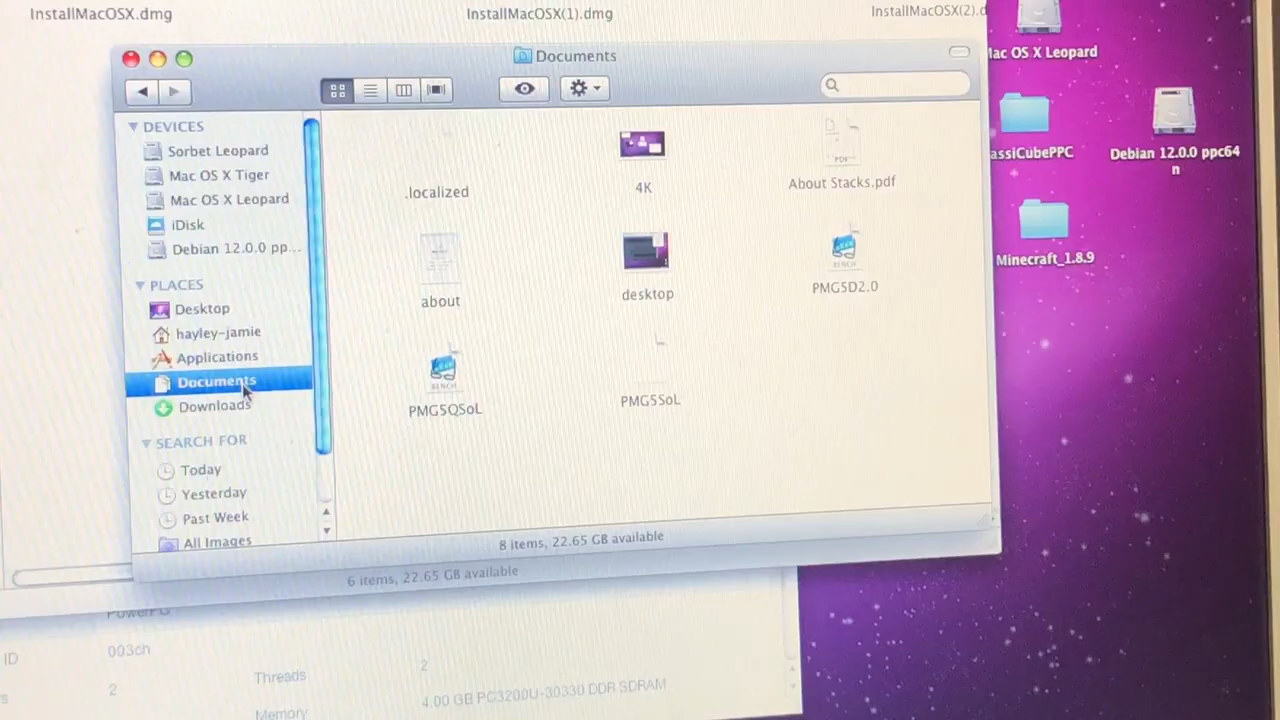 InstallMacOSX.dmg
InstallMacOSX(1).dmg
InstallMacOSX(2).d
Documents
Mac OS X Leopard
assiCubePPC
Debian 12.0.0 ppc64
n
Minecraft_1.8.9
DEVICES
Sorbet Leopard
Mac OS X Tiger
Mac OS X Leopard
iDisk
Debian 12.0.0 pp...
PLACES
Desktop
hayley-jamie
Applications
Documents
Downloads
SEARCH FOR
Today
Yesterday
Past Week
All Images
.localized
4K
PDF
About Stacks.pdf
about
desktop
BENCH
PMG5D2.0
BENCH
PMG5QSoL
PMG5SoL
8 items, 22.65 GB available
6 items, 22.65 GB available
PowerPC
ID
003ch
s
2
Threads
2
Memory
4.00 GB PC3200U-30330 DDR SDRAM